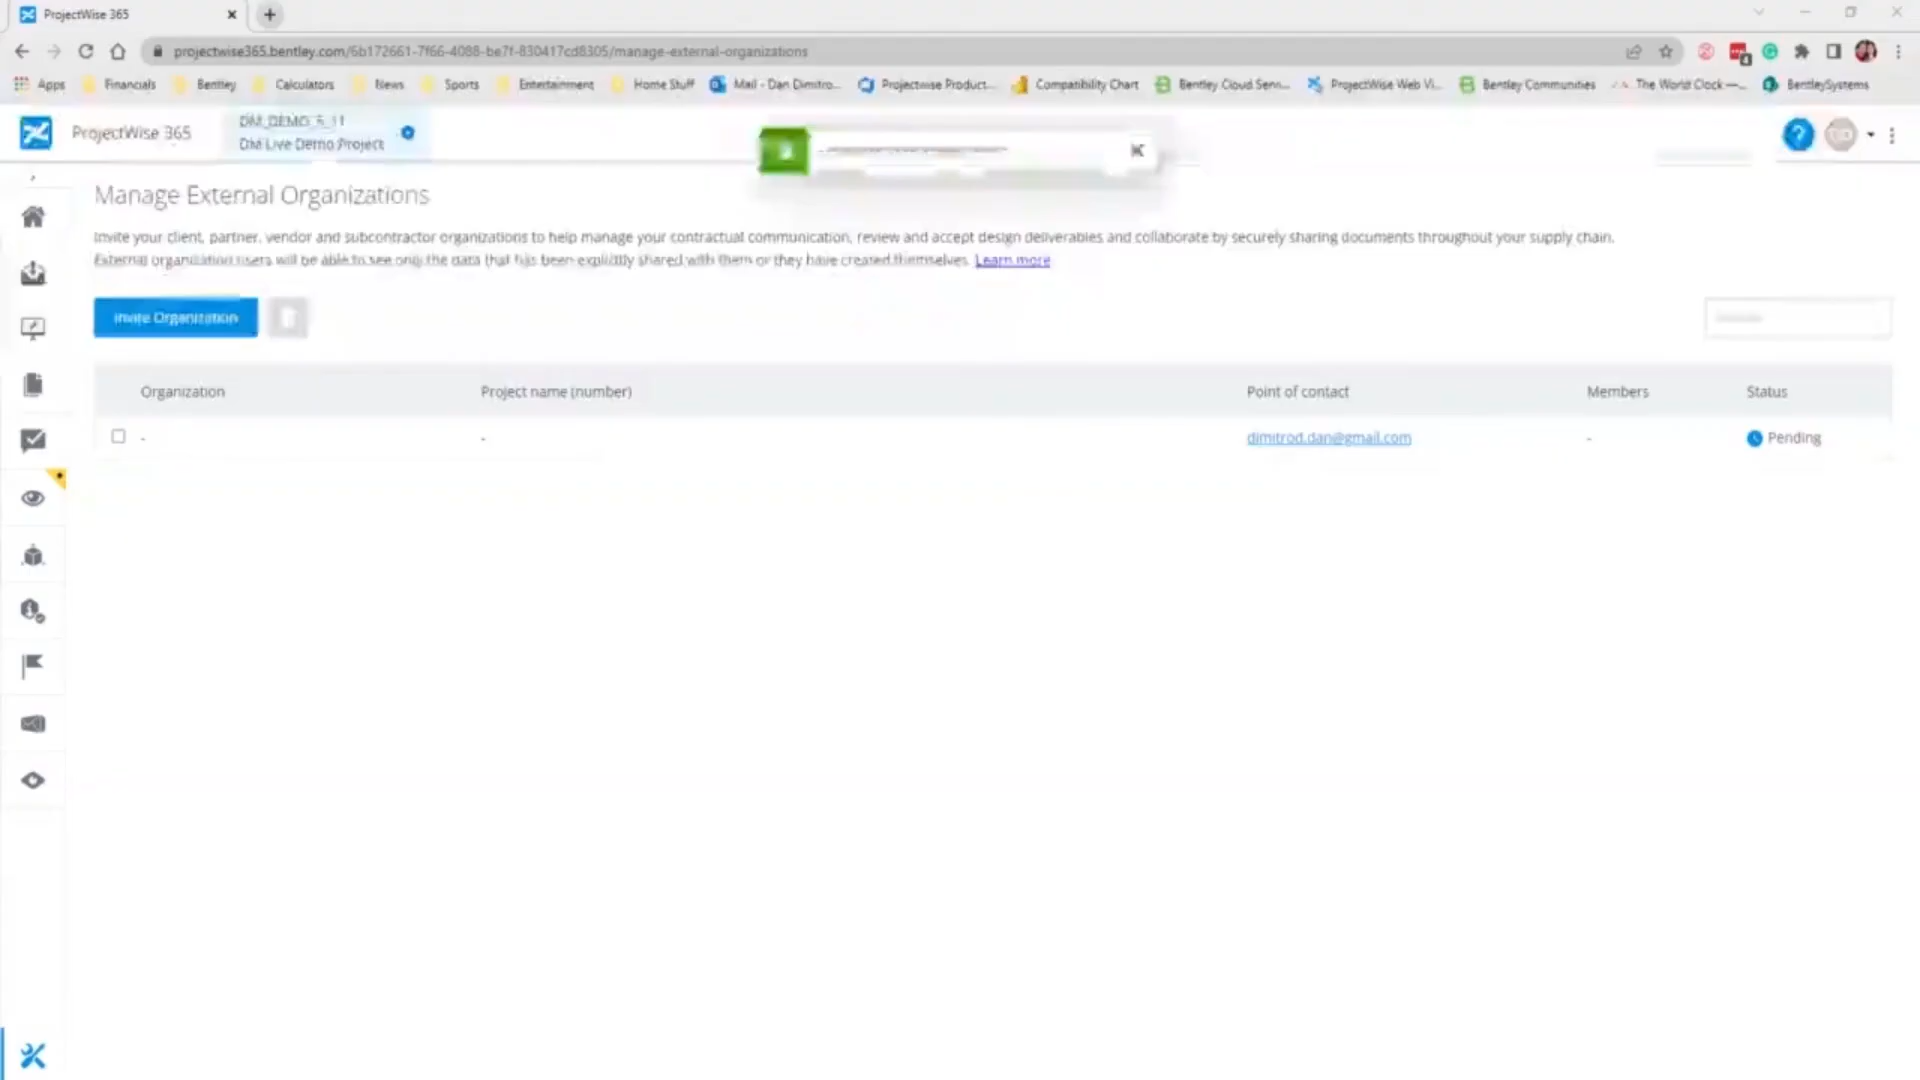 ProjectWise 365
projectwise365.bentley.com/6b172661-7f66-4088-be7f-830417cd8305/manage-external-organizations
Apps Financials Bentley Calculators News Sports Entertainment Home Stuff Mail - Dan Dimitro... Projectwise Product... Compatibility Chart Bentley Cloud Serv... ProjectWise Web Vi... Bentley Communities The World Clock —... BentleySystems
ProjectWise 365
DM_DEMO_5_11
DM Live Demo Project
Manage External Organizations
Invite your client, partner, vendor and subcontractor organizations to help manage your contractual communication, review and accept design deliverables and collaborate by securely sharing documents throughout your supply chain.
External organization users will be able to see only the data that has been explicitly shared with them or they have created themselves. Learn more
Invite Organization
Organization Project name (number) Point of contact Members Status
- - dimitrod.dan@gmail.com - Pending